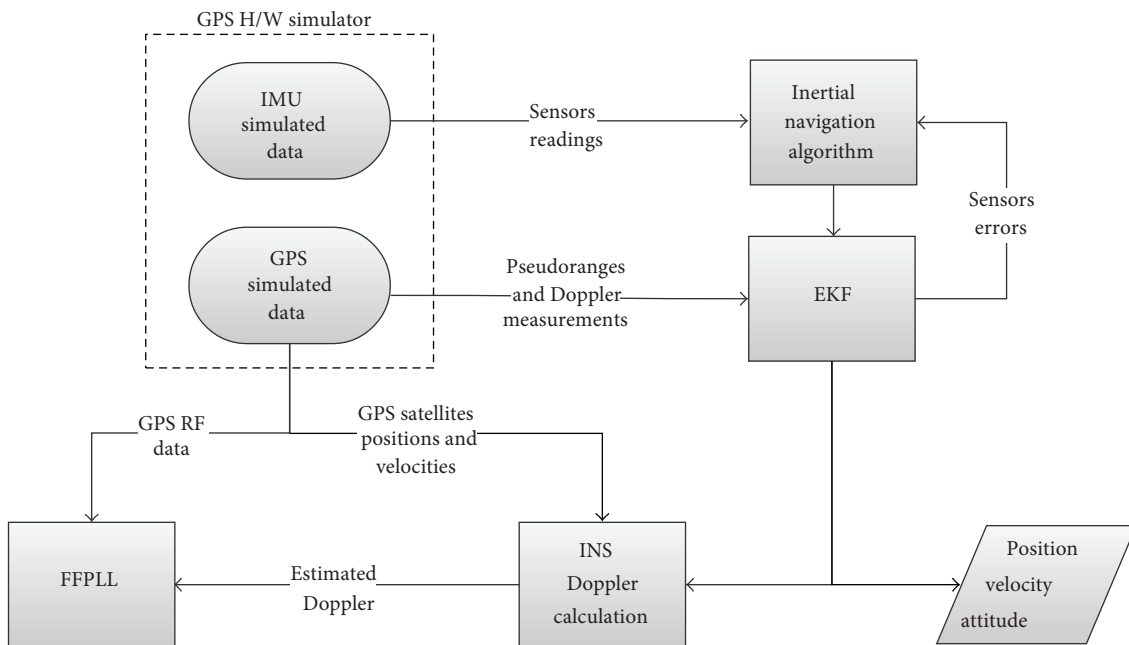 GPS H/W simulator
IMU
simulated
data
Sensors
readings
Inertial
navigation
algorithm
Sensors
errors
GPS
simulated
data
Pseudoranges
and Doppler
measurements
EKF
GPS RF
data
GPS satellites
positions and
velocities
FFPLL
Estimated
Doppler
INS
Doppler
calculation
Position
velocity
attitude